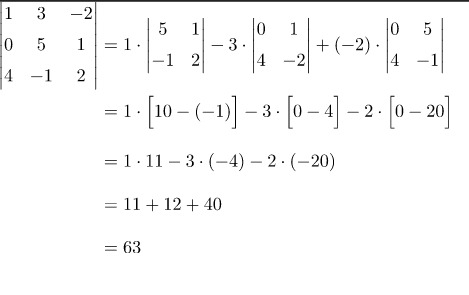 |1 3 −2|
|0 5 1| = 1 · |5 1| − 3 · |0 1| + (−2) · |0 5|
|4 −1 2| |−1 2| |4 −2| |4 −1|
= 1 · [10 − (−1)] − 3 · [0 − 4] − 2 · [0 − 20]
= 1 · 11 − 3 · (−4) − 2 · (−20)
= 11 + 12 + 40
= 63